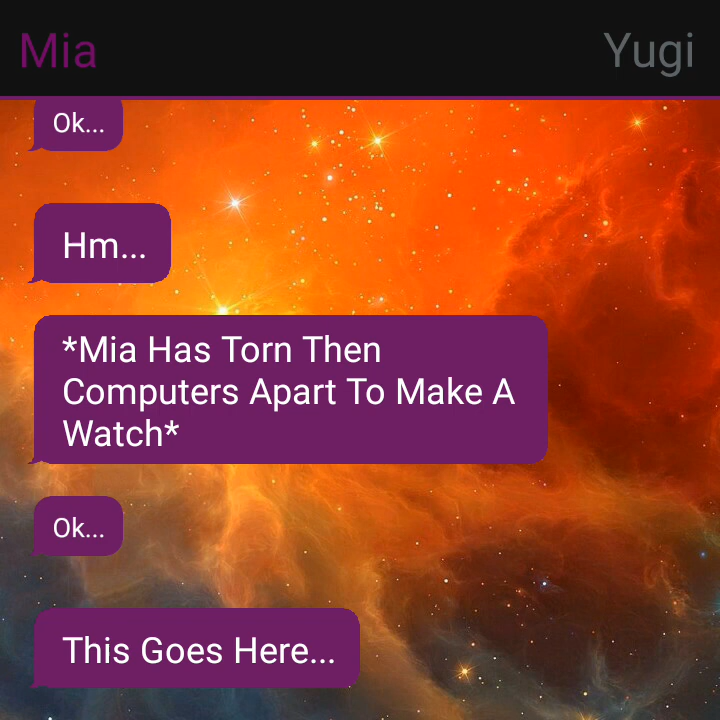 Mia Yugi
Ok...
Hm...
*Mia Has Torn Then
Computers Apart To Make A
Watch*
Ok...
This Goes Here...